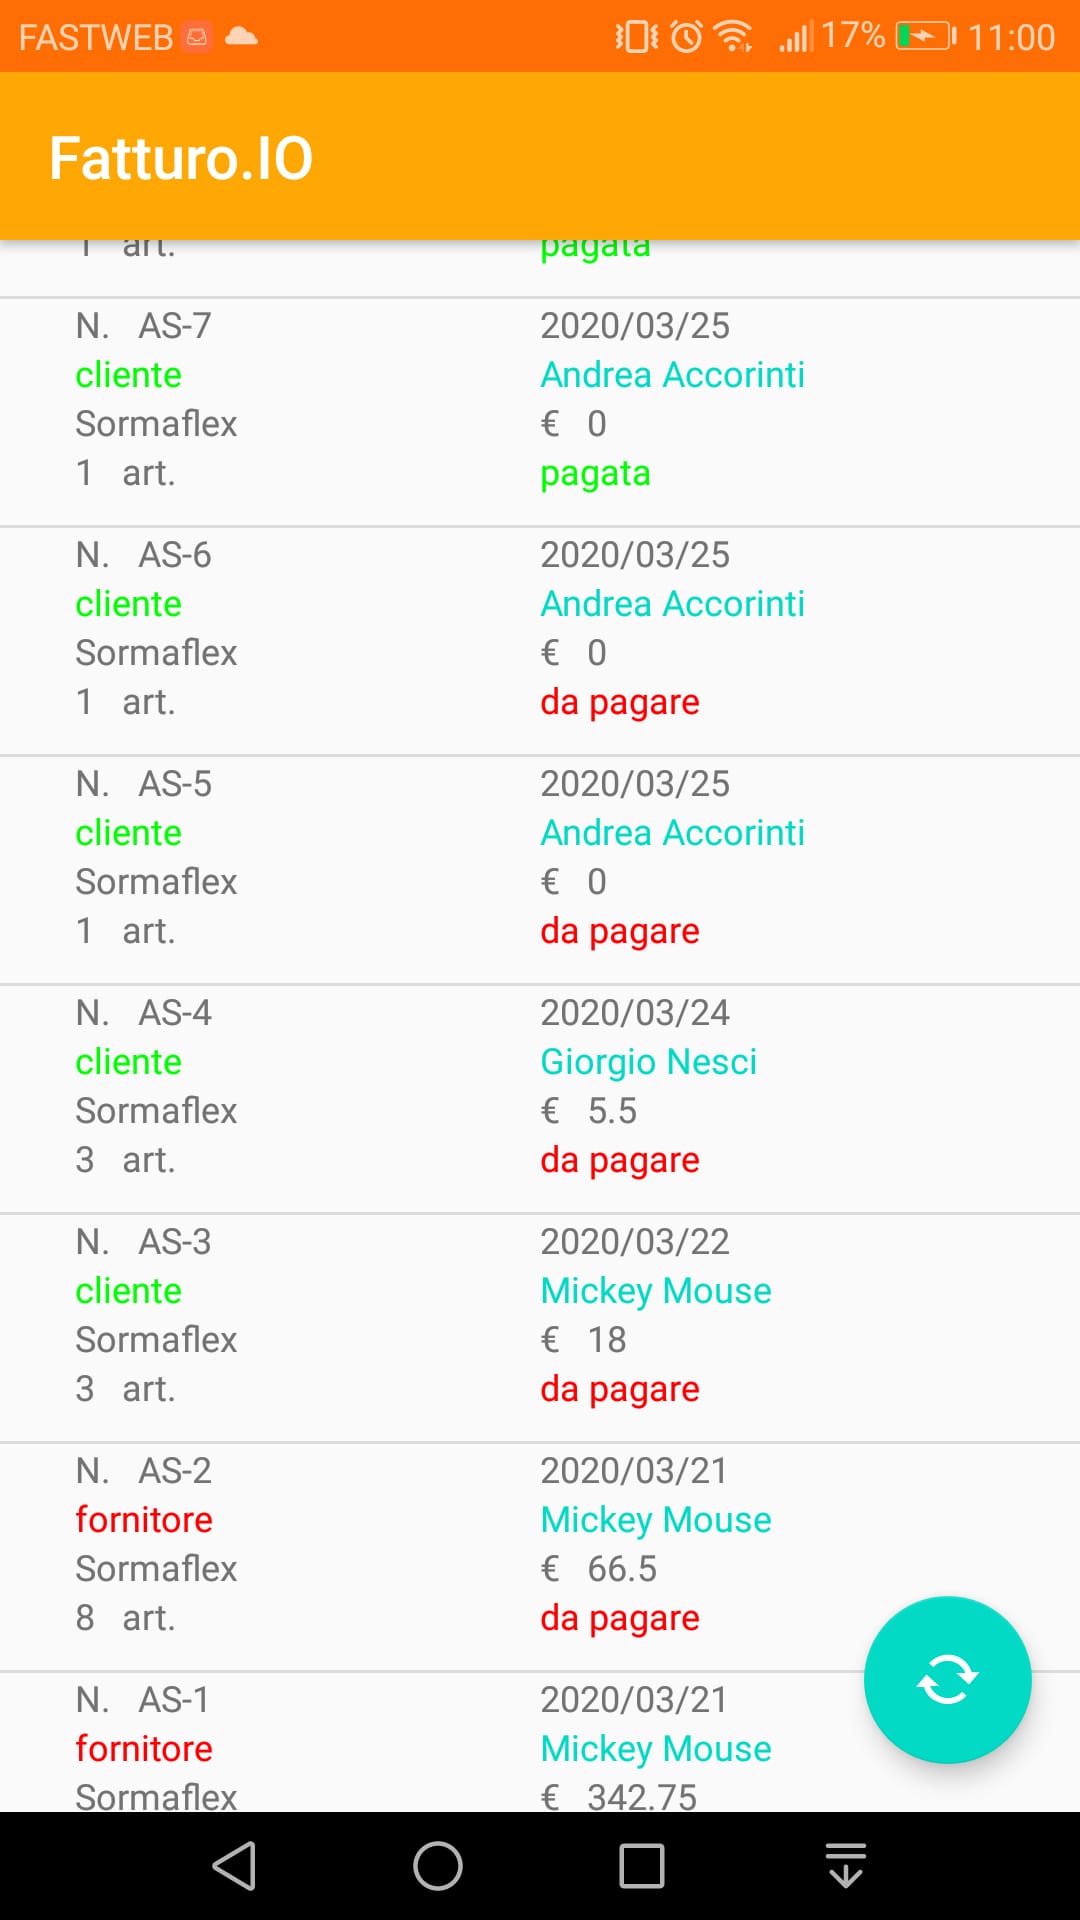 FASTWEB 17% 11:00
Fatturo.IO
1 art. pagata
N. AS-7 2020/03/25
cliente Andrea Accorinti
Sormaflex € 0
1 art. pagata
N. AS-6 2020/03/25
cliente Andrea Accorinti
Sormaflex € 0
1 art. da pagare
N. AS-5 2020/03/25
cliente Andrea Accorinti
Sormaflex € 0
1 art. da pagare
N. AS-4 2020/03/24
cliente Giorgio Nesci
Sormaflex € 5.5
3 art. da pagare
N. AS-3 2020/03/22
cliente Mickey Mouse
Sormaflex € 18
3 art. da pagare
N. AS-2 2020/03/21
fornitore Mickey Mouse
Sormaflex € 66.5
8 art. da pagare
N. AS-1 2020/03/21
fornitore Mickey Mouse
Sormaflex € 342.75